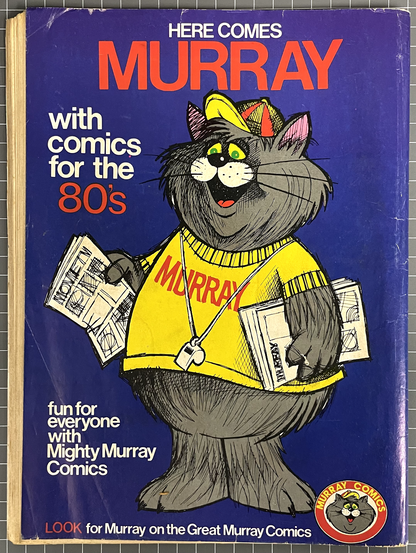 HERE COMES
MURRAY
with
comics
for the
80's
MURRAY
MURRAY
fun for
everyone
with
Mighty Murray
Comics
LOOK for Murray on the Great Murray Comics
MURRAY COMICS